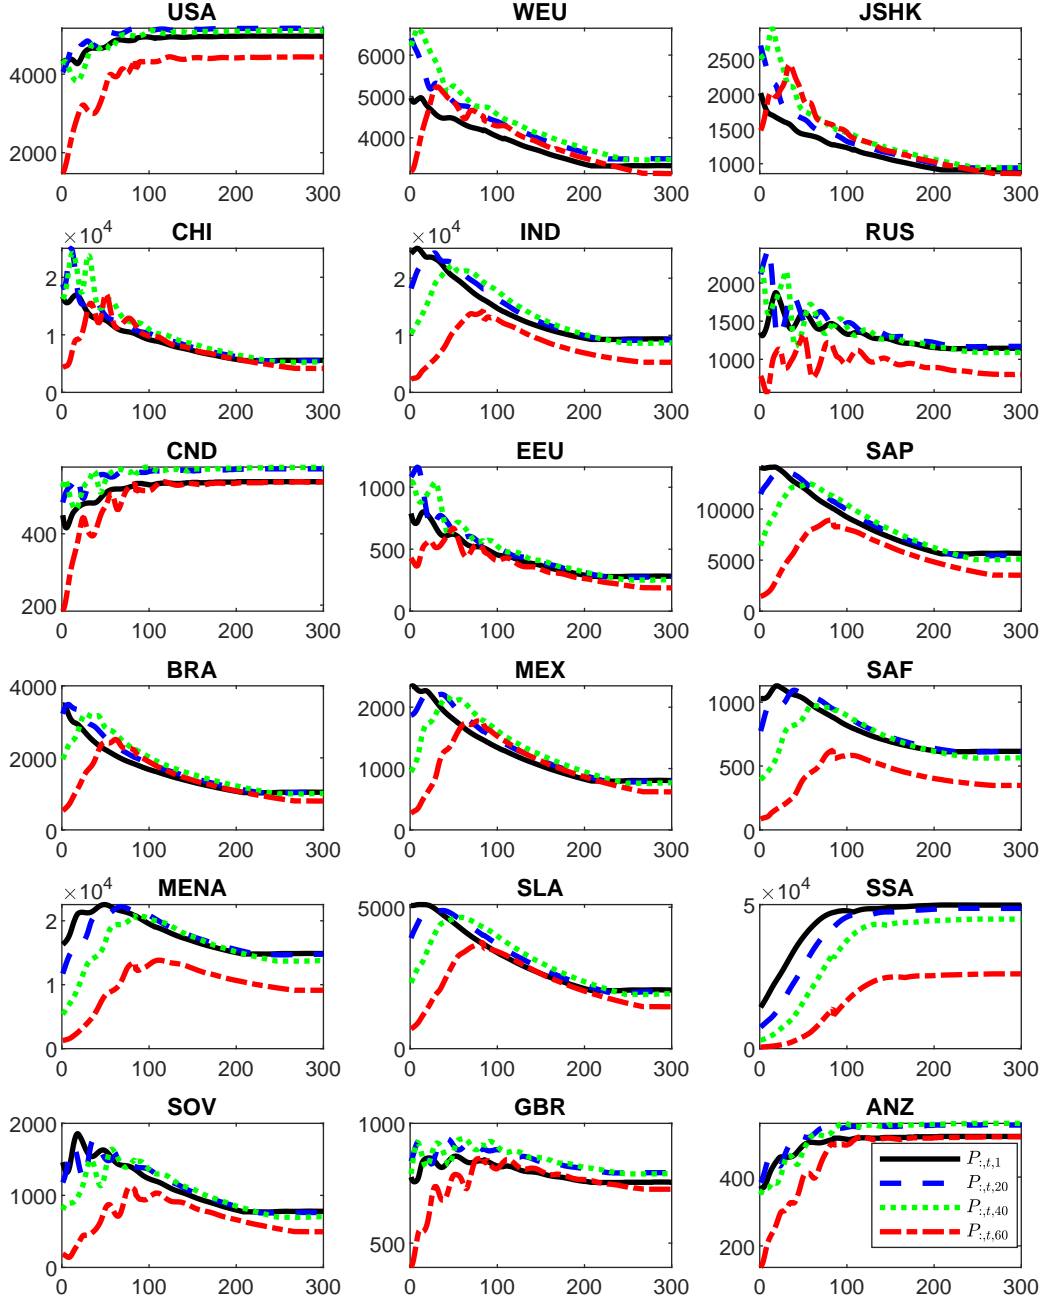 USA WEU JSHK
4000 2000
6000 5000 4000
2500 2000 1500 1000
0 100 200 300 0 100 200 300 0 100 200 300
×10⁴ CHI ×10⁴ IND RUS
2 1 0
2 1 0
2000 1500 1000
0 100 200 300 0 100 200 300 0 100 200 300
CND EEU SAP
400 200
1000 500 0
10000 5000 0
0 100 200 300 0 100 200 300 0 100 200 300
BRA MEX SAF
4000 2000 0
2000 1000 0
1000 500 0
0 100 200 300 0 100 200 300 0 100 200 300
×10⁴ MENA SLA ×10⁴ SSA
2 1 0
5000 0
5 0
0 100 200 300 0 100 200 300 0 100 200 300
SOV GBR ANZ
2000 1000 0
1000 800 400
400 200
P:,t,1
P:,t,20
P:,t,40
P:,t,60
0 100 200 300 0 100 200 300 0 100 200 300